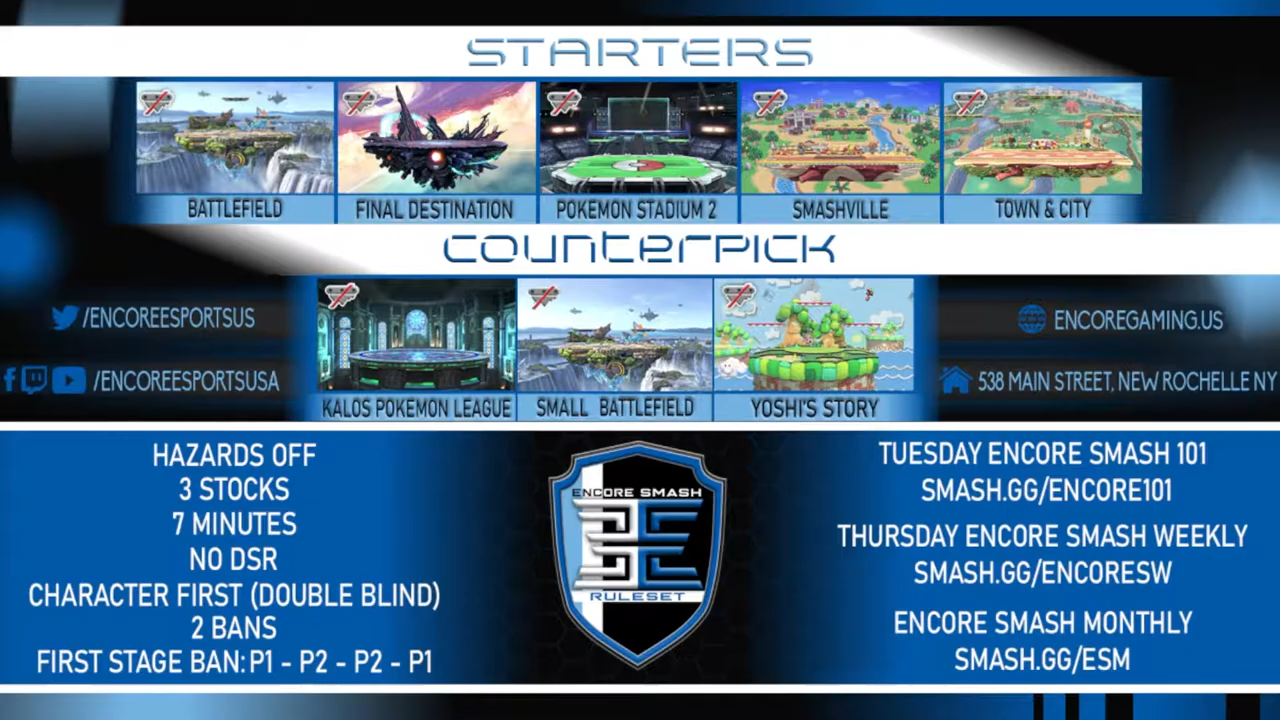 STARTERS
BATTLEFIELD
FINAL DESTINATION
POKEMON STADIUM 2
SMASHVILLE
TOWN & CITY
COUNTERPICK
KALOS POKEMON LEAGUE
SMALL BATTLEFIELD
YOSHI'S STORY
/ENCOREESPORTSUS
/ENCOREESPORTSUSA
ENCOREGAMING.US
538 MAIN STREET, NEW ROCHELLE NY
HAZARDS OFF
3 STOCKS
7 MINUTES
NO DSR
CHARACTER FIRST (DOUBLE BLIND)
2 BANS
FIRST STAGE BAN: P1 - P2 - P2 - P1
ENCORE SMASH
RULESET
TUESDAY ENCORE SMASH 101
SMASH.GG/ENCORE101
THURSDAY ENCORE SMASH WEEKLY
SMASH.GG/ENCORESW
ENCORE SMASH MONTHLY
SMASH.GG/ESM